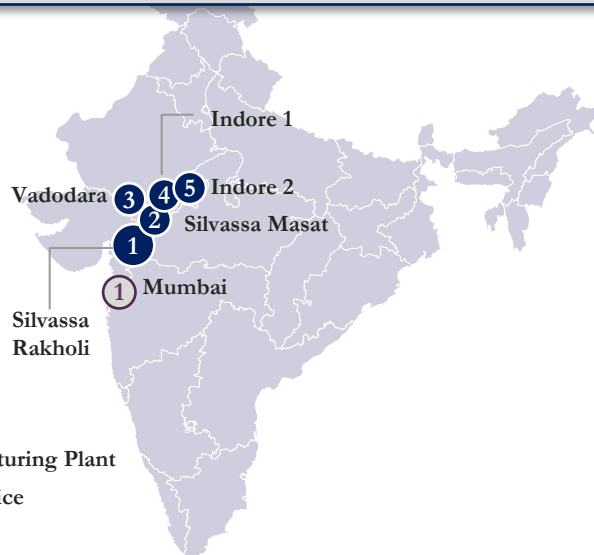 Indore 1
Vadodara
3
4
5
Indore 2
2
Silvassa Masat
1
1
Mumbai
Silvassa
Rakholi
turing Plant
ice